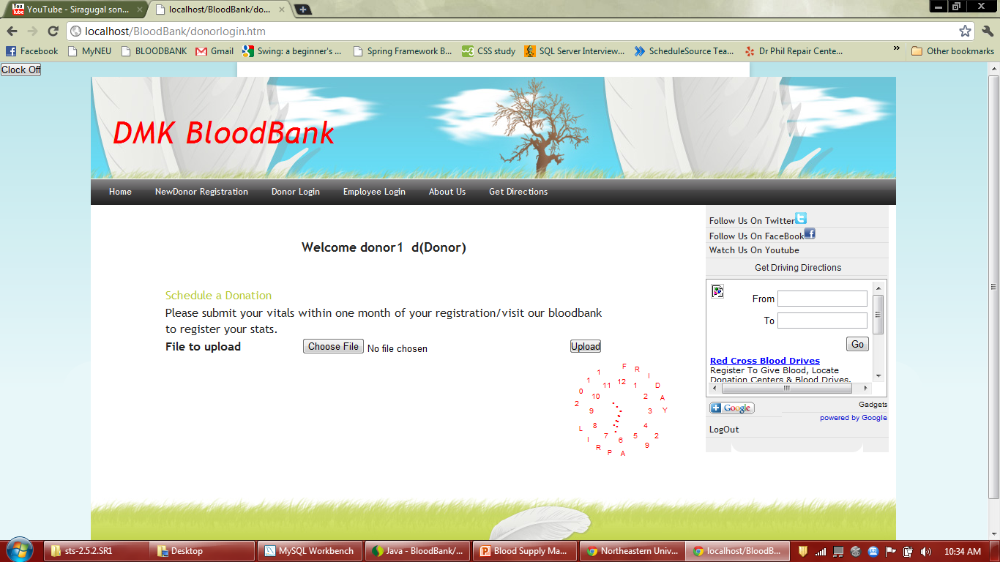 YouTube - Siragugal son...
localhost/BloodBank/do...
localhost/BloodBank/donorlogin.htm
Facebook MyNEU BLOODBANK Gmail Swing: a beginner's ... Spring Framework B... CSS study SQL Server Interview... ScheduleSource Tea... Dr Phil Repair Cente... » Other bookmarks
Clock Off
DMK BloodBank
Home NewDonor Registration Donor Login Employee Login About Us Get Directions
Welcome donor1 d(Donor)
Schedule a Donation
Please submit your vitals within one month of your registration/visit our bloodbank
to register your stats.
File to upload Choose File No file chosen Upload
FRIDAY 29 APRIL 2011
12 1 2 3 4 5 6 7 8 9 10 11
Follow Us On Twitter
Follow Us On FaceBook
Watch Us On Youtube
Get Driving Directions
From
To
Go
Red Cross Blood Drives
Register To Give Blood, Locate
Donation Centers & Blood Drives.
Google
Gadgets
powered by Google
LogOut
sts-2.5.2.SR1 Desktop MySQL Workbench Java - BloodBank/... Blood Supply Ma... Northeastern Univ... localhost/BloodB... 10:34 AM